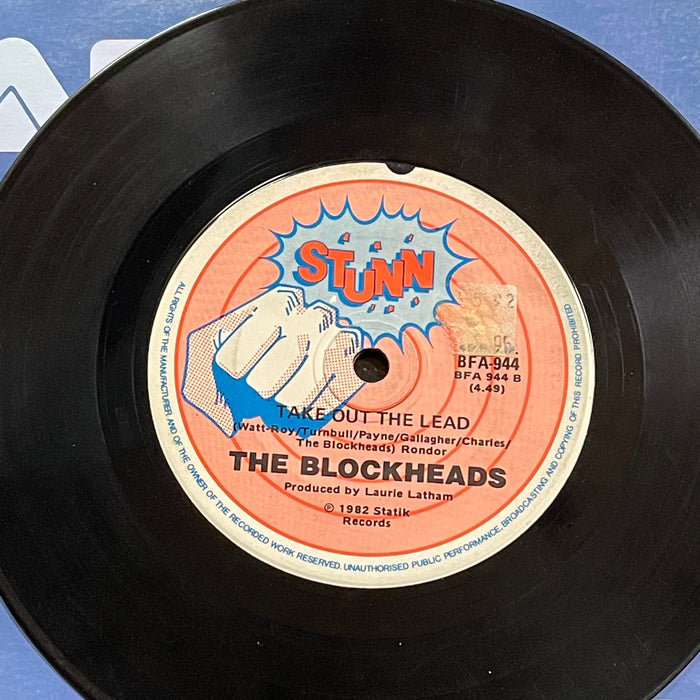 STUNN
BFA-944
BFA 944 B
(4.49)
TAKE OUT THE LEAD
(Watt-Roy/Turnbull/Payne/Gallagher/Charles/
The Blockheads) Rondor
THE BLOCKHEADS
Produced by Laurie Latham
℗ 1982 Statik
Records
ALL RIGHTS OF THE MANUFACTURER AND OF THE OWNER OF THE RECORDED WORK RESERVED. UNAUTHORISED PUBLIC PERFORMANCE, BROADCASTING AND COPYING OF THIS RECORD PROHIBITED